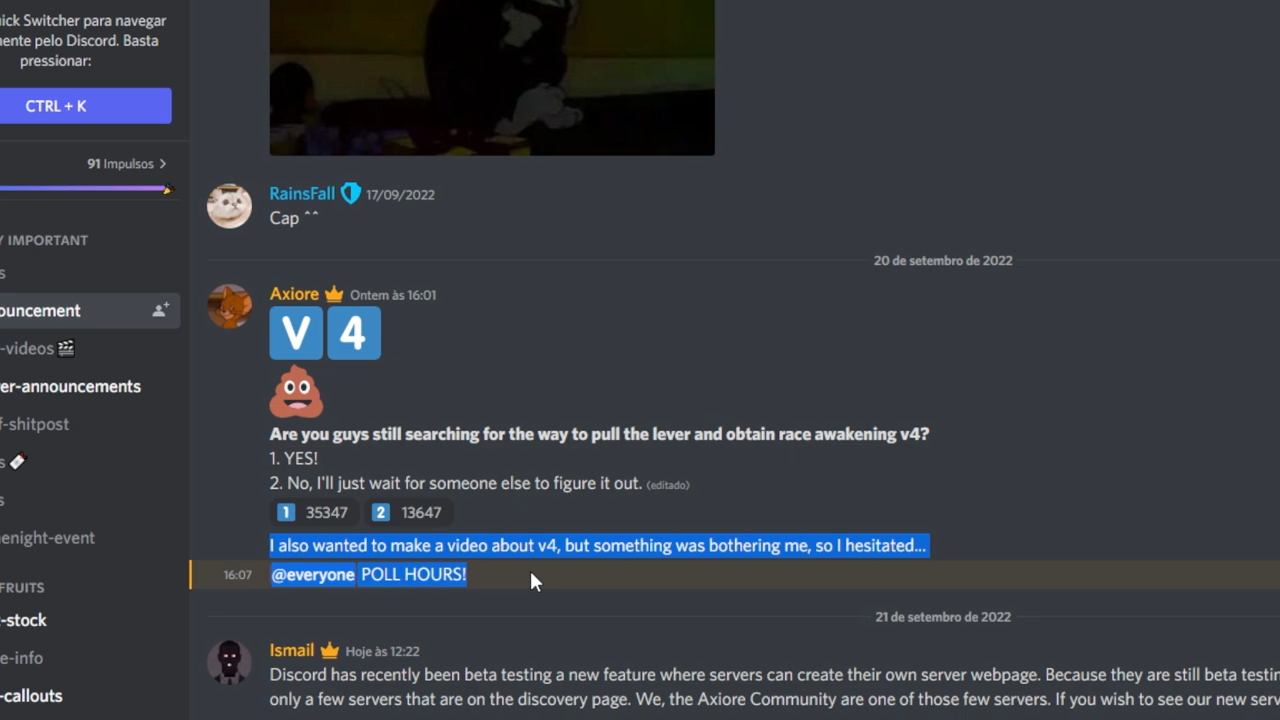 ick Switcher para navegar
nente pelo Discord. Basta
pressionar:
CTRL + K
91 Impulsos >
Y IMPORTANT
s
ouncement
-videos
er-announcements
f-shitpost
s
s
nenight-event
FRUITS
-stock
e-info
-callouts
RainsFall 17/09/2022
Cap ^^
20 de setembro de 2022
Axiore Ontem às 16:01
V 4
Are you guys still searching for the way to pull the lever and obtain race awakening v4?
1. YES!
2. No, I'll just wait for someone else to figure it out. (editado)
1 35347 2 13647
I also wanted to make a video about v4, but something was bothering me, so I hesitated...
16:07 @everyone POLL HOURS!
21 de setembro de 2022
Ismail Hoje às 12:22
Discord has recently been beta testing a new feature where servers can create their own server webpage. Because they are still beta testin
only a few servers that are on the discovery page. We, the Axiore Community are one of those few servers. If you wish to see our new serv